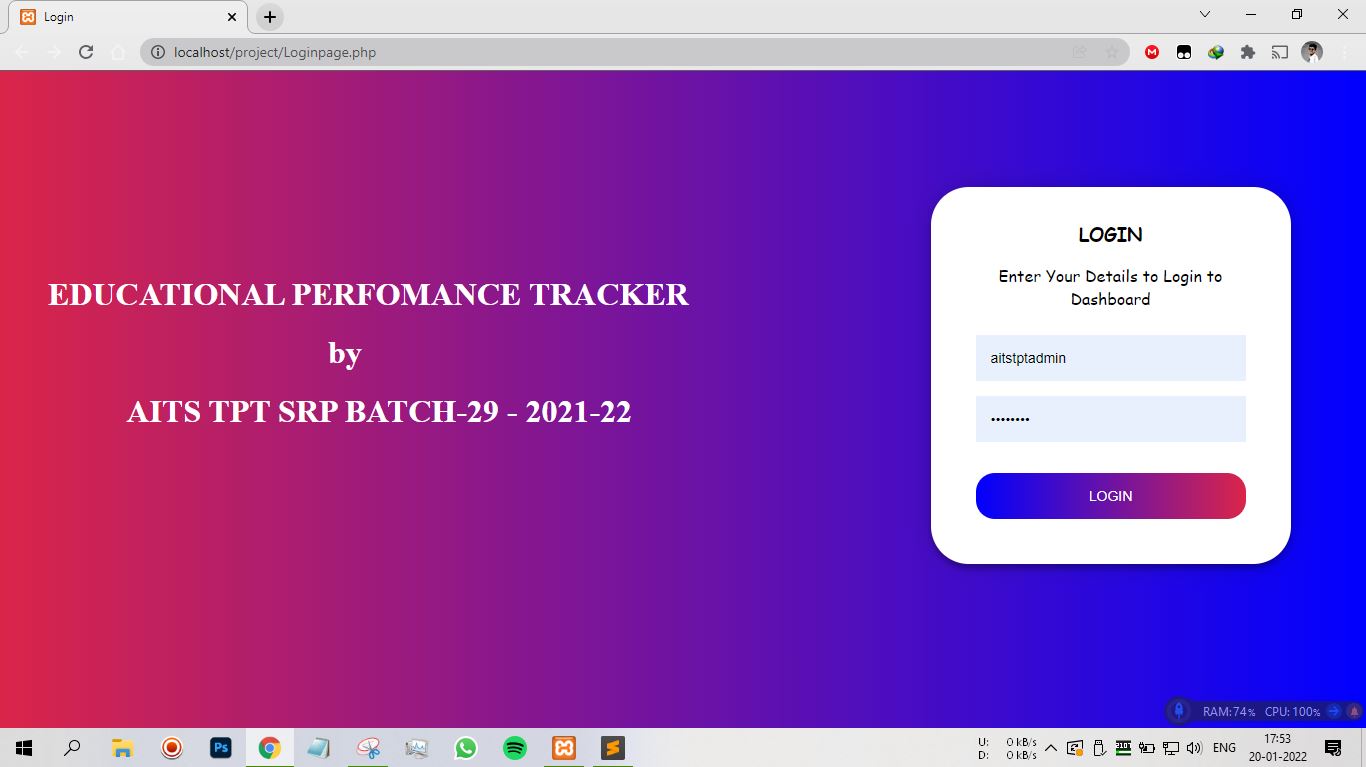 Login
localhost/project/Loginpage.php
EDUCATIONAL PERFOMANCE TRACKER
by
AITS TPT SRP BATCH-29 - 2021-22
LOGIN
Enter Your Details to Login to
Dashboard
aitstptadmin
••••••••
LOGIN
RAM:74% CPU:100%
Ps
U: 0 kB/s
D: 0 kB/s
ENG
17:53
20-01-2022